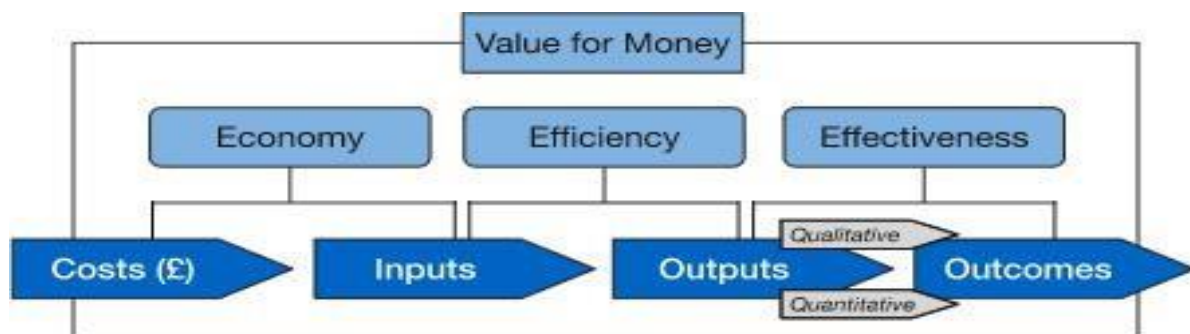 Value for Money
Economy
Efficiency
Effectiveness
Costs (£)
Inputs
Outputs
Qualitative
Quantitative
Outcomes